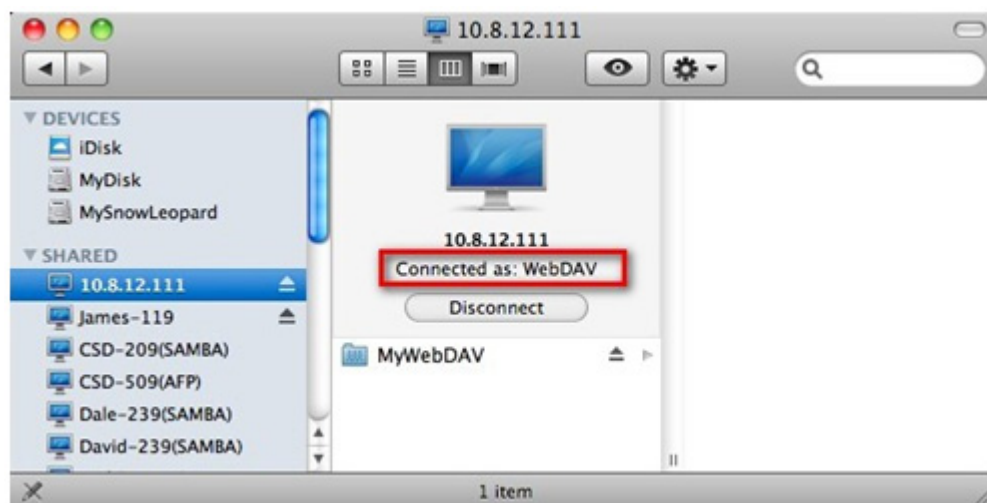 10.8.12.111
DEVICES
iDisk
MyDisk
MySnowLeopard
SHARED
10.8.12.111
James-119
CSD-209(SAMBA)
CSD-509(AFP)
Dale-239(SAMBA)
David-239(SAMBA)
10.8.12.111
Connected as: WebDAV
Disconnect
MyWebDAV
1 item